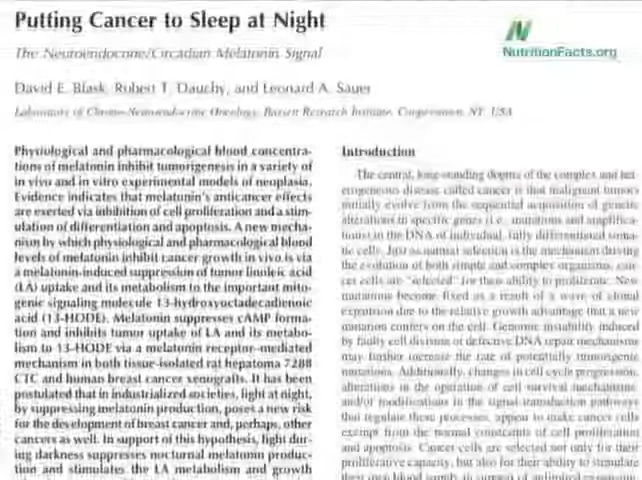 Putting Cancer to Sleep at Night
The Neuroendocrine/Circadian Melatonin Signal
NutritionFacts.org
David E. Blask, Robert T. Dauchy, and Leonard A. Sauer
Laboratory of Chrono-Neuroendocrine Oncology, Bassett Research Institute, Cooperstown, NY, USA
Physiological and pharmacological blood concentra-
tions of melatonin inhibit tumorigenesis in a variety of
in vivo and in vitro experimental models of neoplasia.
Evidence indicates that melatonin's anticancer effects
are exerted via inhibition of cell proliferation and a stim-
ulation of differentiation and apoptosis. A new mecha-
nism by which physiological and pharmacological blood
levels of melatonin inhibit cancer growth in vivo is via
a melatonin-induced suppression of tumor linoleic acid
(LA) uptake and its metabolism to the important mito-
genic signaling molecule 13-hydroxyoctadecadienoic
acid (13-HODE). Melatonin suppresses cAMP forma-
tion and inhibits tumor uptake of LA and its metabo-
lism to 13-HODE via a melatonin receptor-mediated
mechanism in both tissue-isolated rat hepatoma 7288
CTC and human breast cancer xenografts. It has been
postulated that in industrialized societies, light at night,
by suppressing melatonin production, poses a new risk
for the development of breast cancer and, perhaps, other
cancers as well. In support of this hypothesis, light dur-
ing darkness suppresses nocturnal melatonin produc-
tion and stimulates the LA metabolism and growth
Introduction
The central, long-standing dogma of the complex and het-
erogeneous disease called cancer is that malignant tumors
initially evolve from the sequential acquisition of genetic
alterations in specific genes (i.e., mutations and amplifica-
tions) in the DNA of individual, fully differentiated soma-
tic cells. Just as natural selection is the mechanism driving
the evolution of both simple and complex organisms, can-
cer cells are "selected" for their ability to proliferate. New
mutations become fixed as a result of a wave of clonal
expansion due to the relative growth advantage that a new
mutation confers on the cell. Genomic instability induced
by faulty cell division or defective DNA repair mechanisms
may further increase the rate of potentially tumorigenic
mutations. Additionally, changes in cell cycle progression,
alterations in the operation of cell survival mechanisms
and/or modifications in the signal transduction pathways
that regulate these processes, appear to make cancer cells
exempt from the normal constraints of cell proliferation
and apoptosis. Cancer cells are selected not only for their
proliferative capacity, but also for their ability to stimulate
their own blood supply in support of unlimited expansion.